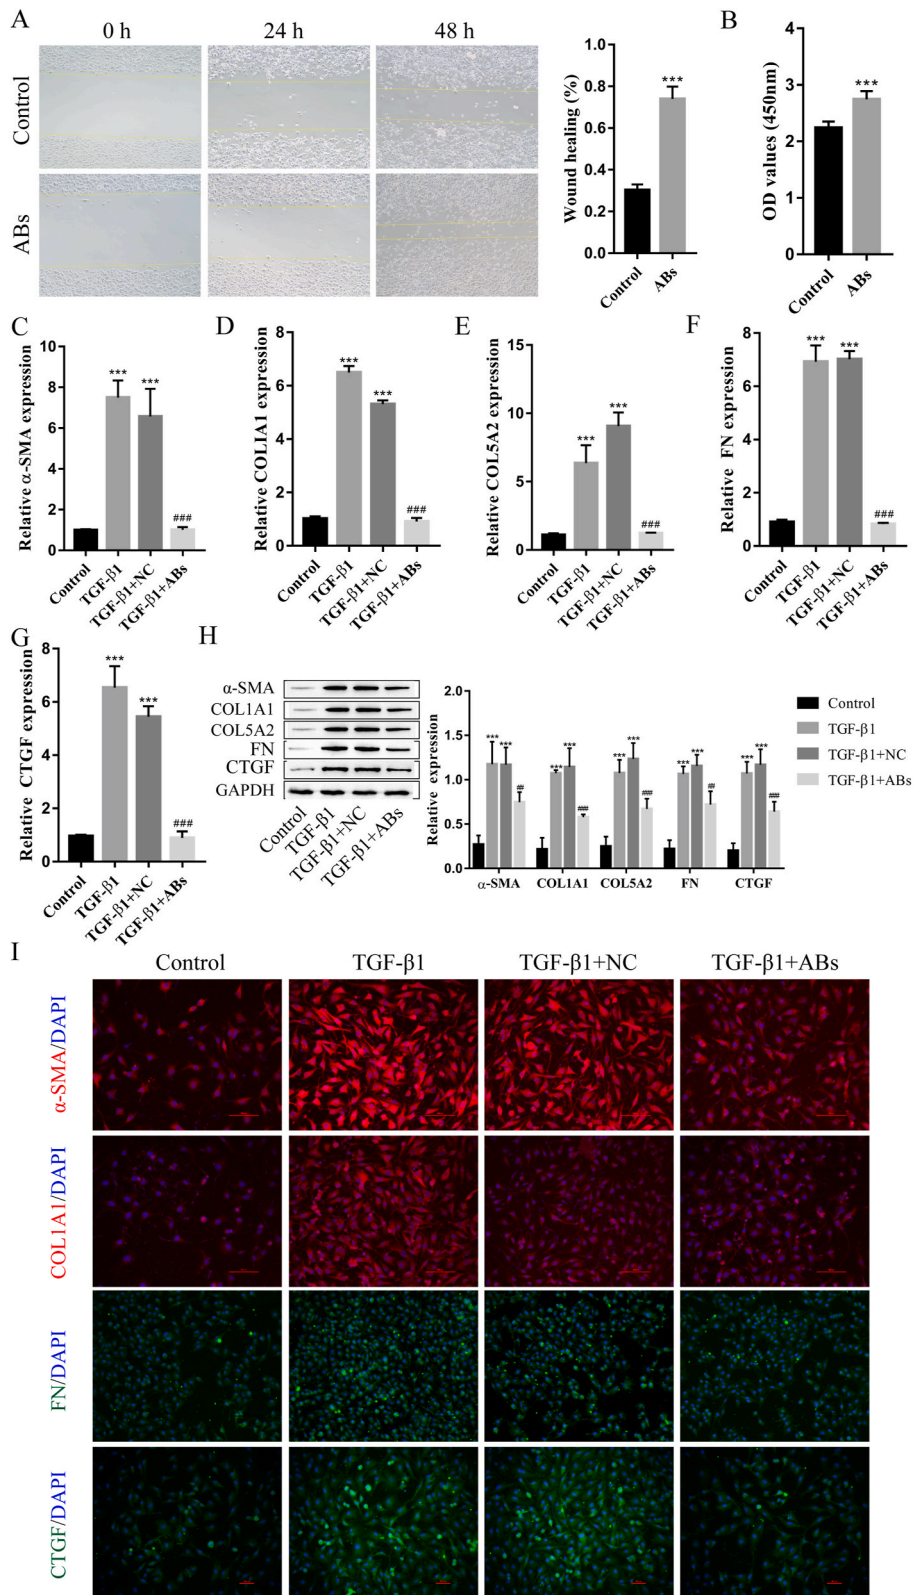 A
0 h
24 h
48 h
Control
ABs
Wound healing (%)
1.0
0.8
0.6
0.4
0.2
0.0
***
Control
ABs
B
OD values (450nm)
4
3
2
1
0
***
Control
ABs
C
Relative α-SMA expression
10
8
6
4
2
0
***
***
###
Control
TGF-β1
TGF-β1+NC
TGF-β1+ABs
D
Relative COLIA1 expression
8
6
4
2
0
***
***
###
Control
TGF-β1
TGF-β1+NC
TGF-β1+ABs
E
Relative COL5A2 expression
15
10
5
0
***
***
###
Control
TGF-β1
TGF-β1+NC
TGF-β1+ABs
F
Relative FN expression
8
6
4
2
0
***
***
###
Control
TGF-β1
TGF-β1+NC
TGF-β1+ABs
G
Relative CTGF expression
8
6
4
2
0
***
***
###
Control
TGF-β1
TGF-β1+NC
TGF-β1+ABs
H
α-SMA
COL1A1
COL5A2
FN
CTGF
GAPDH
Control
TGF-β1
TGF-β1+NC
TGF-β1+ABs
Relative expression
2.0
1.5
1.0
0.5
0.0
*** *** ##
*** *** ###
*** *** ###
*** *** ##
*** *** ###
α-SMA
COL1A1
COL5A2
FN
CTGF
Control
TGF-β1
TGF-β1+NC
TGF-β1+ABs
I
Control
TGF-β1
TGF-β1+NC
TGF-β1+ABs
α-SMA/DAPI
COL1A1/DAPI
FN/DAPI
CTGF/DAPI